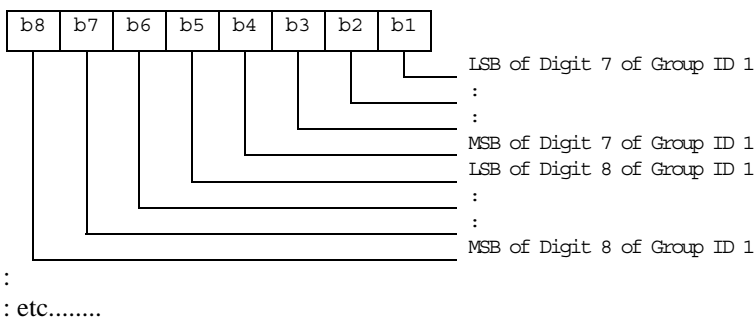 b8 b7 b6 b5 b4 b3 b2 b1
LSB of Digit 7 of Group ID 1
:
:
MSB of Digit 7 of Group ID 1
LSB of Digit 8 of Group ID 1
:
:
MSB of Digit 8 of Group ID 1
:
: etc........